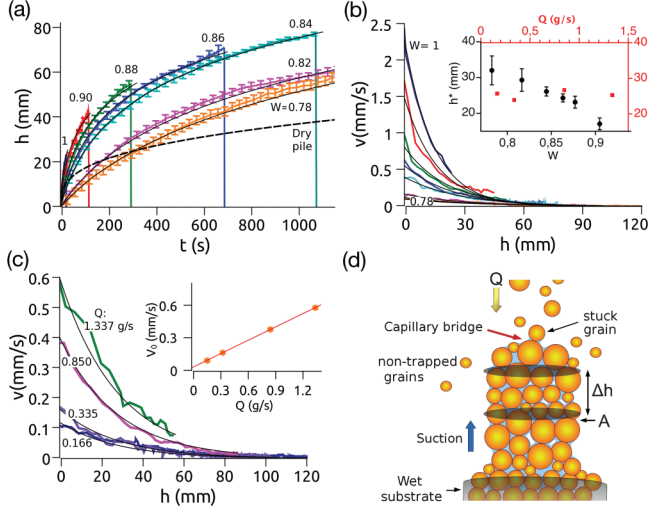 (a)
h (mm)
80
60
40
20
0
0
200
400
600
800
1000
t (s)
1
0.90
0.88
0.86
0.84
0.82
W=0.78
Dry
pile
(b)
v(mm/s)
2.5
2
1.5
1
0.5
0
0
30
60
90
120
h (mm)
W= 1
0.78
Q (g/s)
0
0.5
1
1.5
h* (mm)
40
30
20
40
30
20
10
0,8
0,85
0,9
W
(c)
v(mm/s)
0.6
0.5
0.4
0.3
0.2
0.1
0
0
20
40
60
80
100
120
h (mm)
Q:
1.337 g/s
0.850
0.335
0.166
V₀ (mm/s)
0.6
0.3
0.0
0
0.3
0.6
0.9
1.2
Q (g/s)
(d)
Q
stuck
grain
Capillary bridge
non-trapped
grains
Δh
A
Suction
Wet
substrate